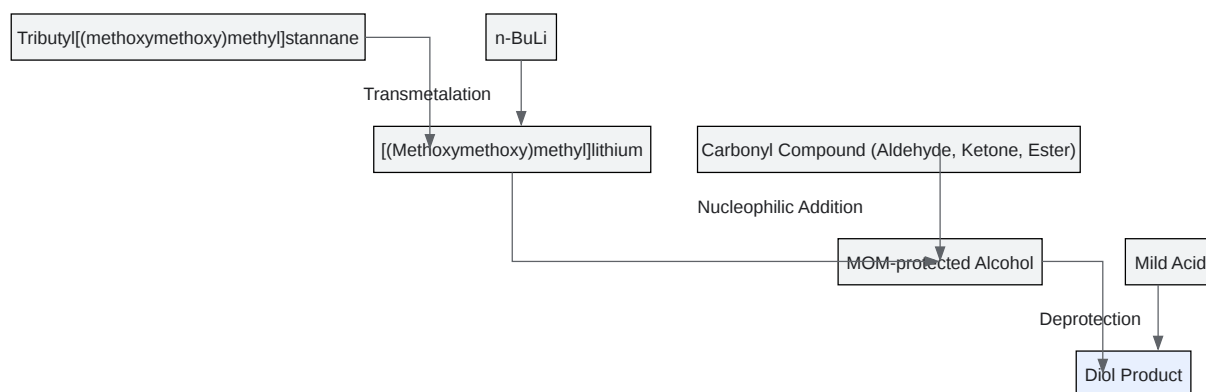 Tributyl[(methoxymethoxy)methyl]stannane
n-BuLi
Transmetalation
[(Methoxymethoxy)methyl]lithium
Carbonyl Compound (Aldehyde, Ketone, Ester)
Nucleophilic Addition
MOM-protected Alcohol
Mild Acid
Deprotection
Diol Product